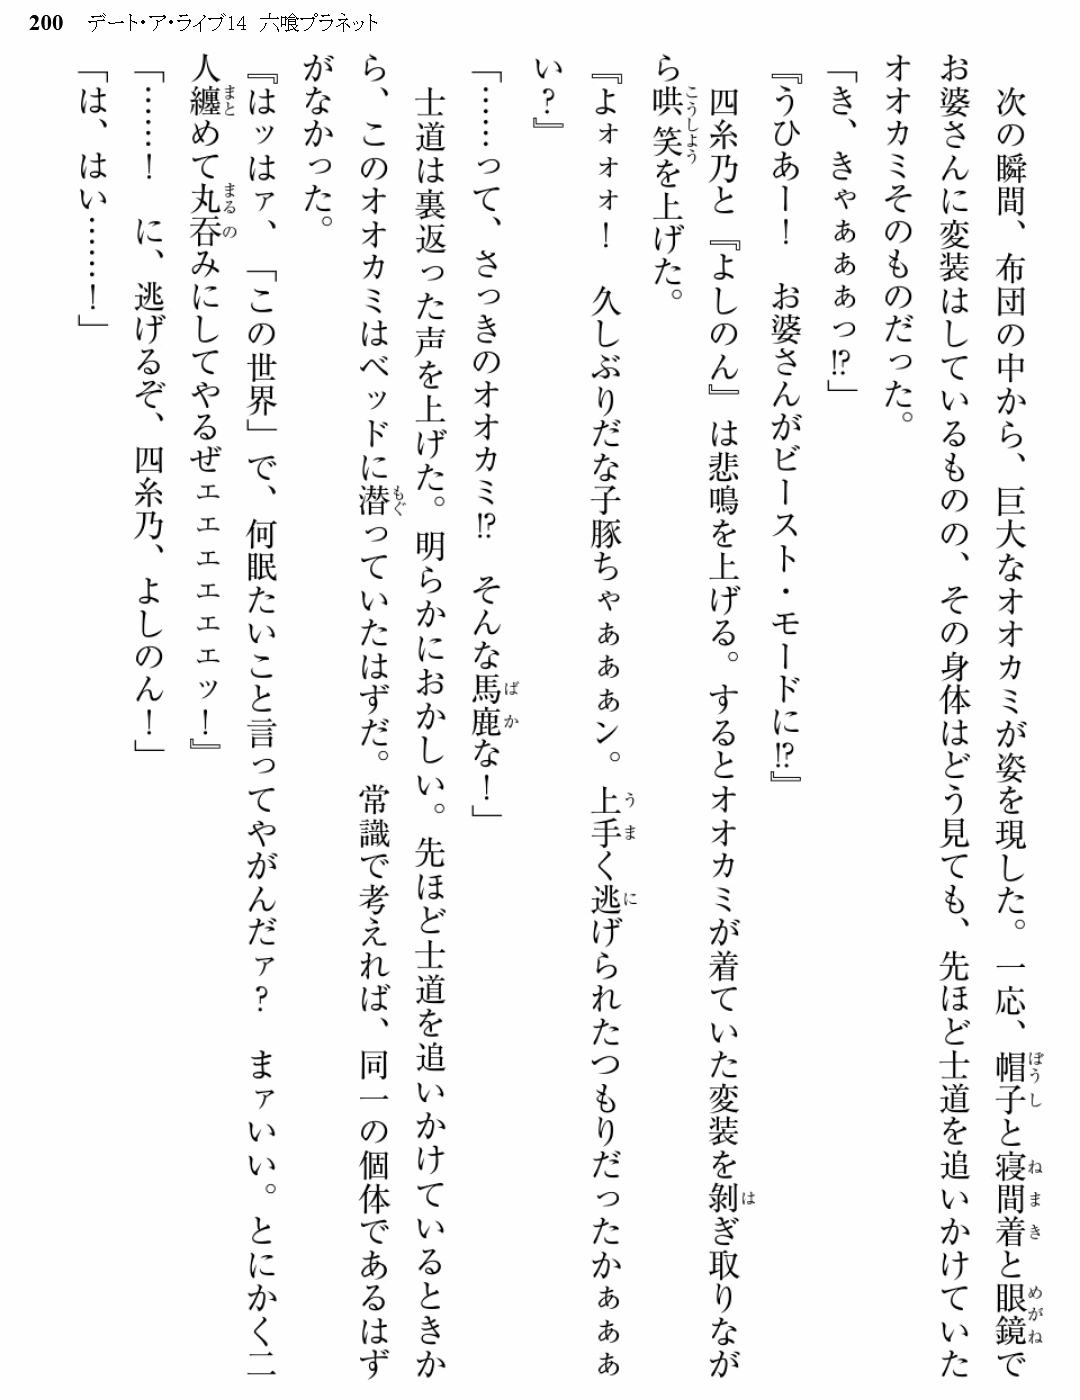 200 デート・ア・ライブ14 六喰プラネット
次の瞬間、布団の中から、巨大なオオカミが姿を現した。一応、帽子と寝間着と眼鏡で
お婆さんに変装はしているものの、その身体はどう見ても、先ほど士道を追いかけていた
オオカミそのものだった。
「き、きゃぁぁぁっ⁉」
『うひあー！　お婆さんがビースト・モードに⁉』
四糸乃と『よしのん』は悲鳴を上げる。するとオオカミが着ていた変装を剝ぎ取りなが
ら哄笑を上げた。
『よォォォ！　久しぶりだな子豚ちゃぁぁぁン。上手く逃げられたつもりだったかぁぁぁ
い？』
「……って、さっきのオオカミ⁉　そんな馬鹿な！」
士道は裏返った声を上げた。明らかにおかしい。先ほど士道を追いかけているときか
ら、このオオカミはベッドに潜っていたはずだ。常識で考えれば、同一の個体であるはず
がなかった。
『はッはァ、「この世界」で、何眠たいこと言ってやがんだァ？　まァいい。とにかく二
人纏めて丸呑みにしてやるぜェェェェェェッ！』
「……！　に、逃げるぞ、四糸乃、よしのん！」
「は、はい……！」